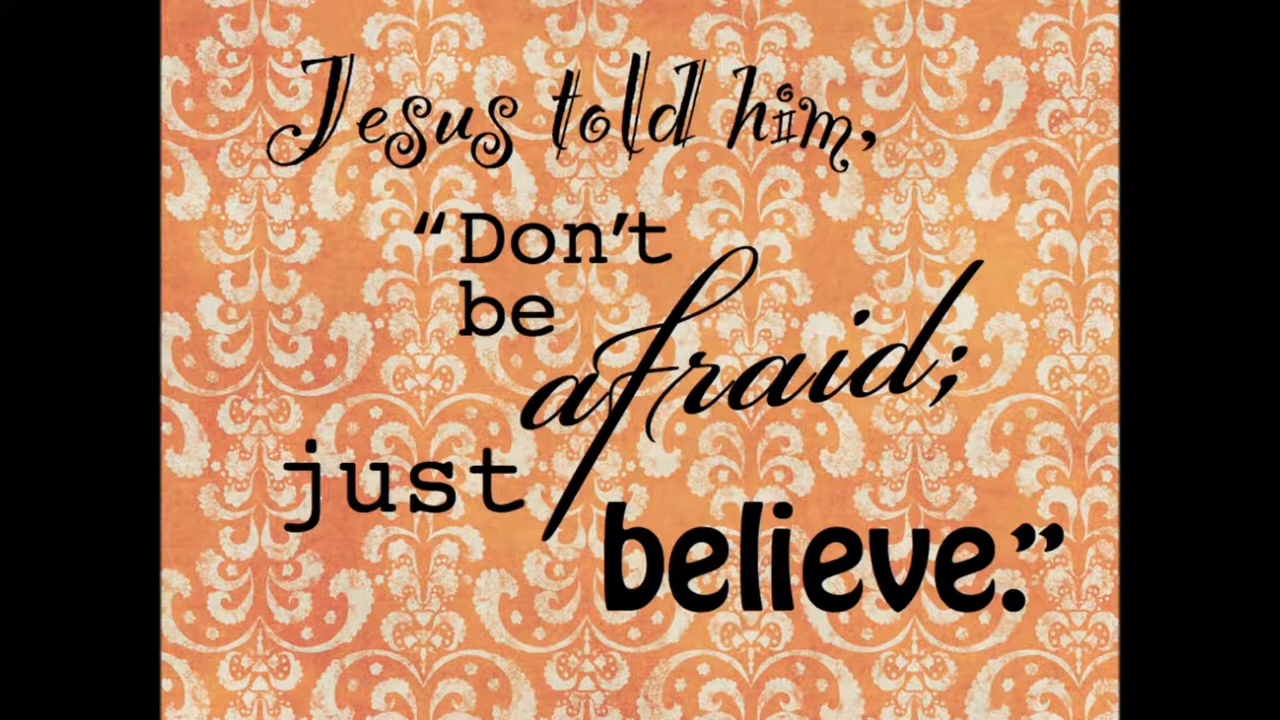 Jesus told him,
“Don’t
be
afraid;
just
believe.”